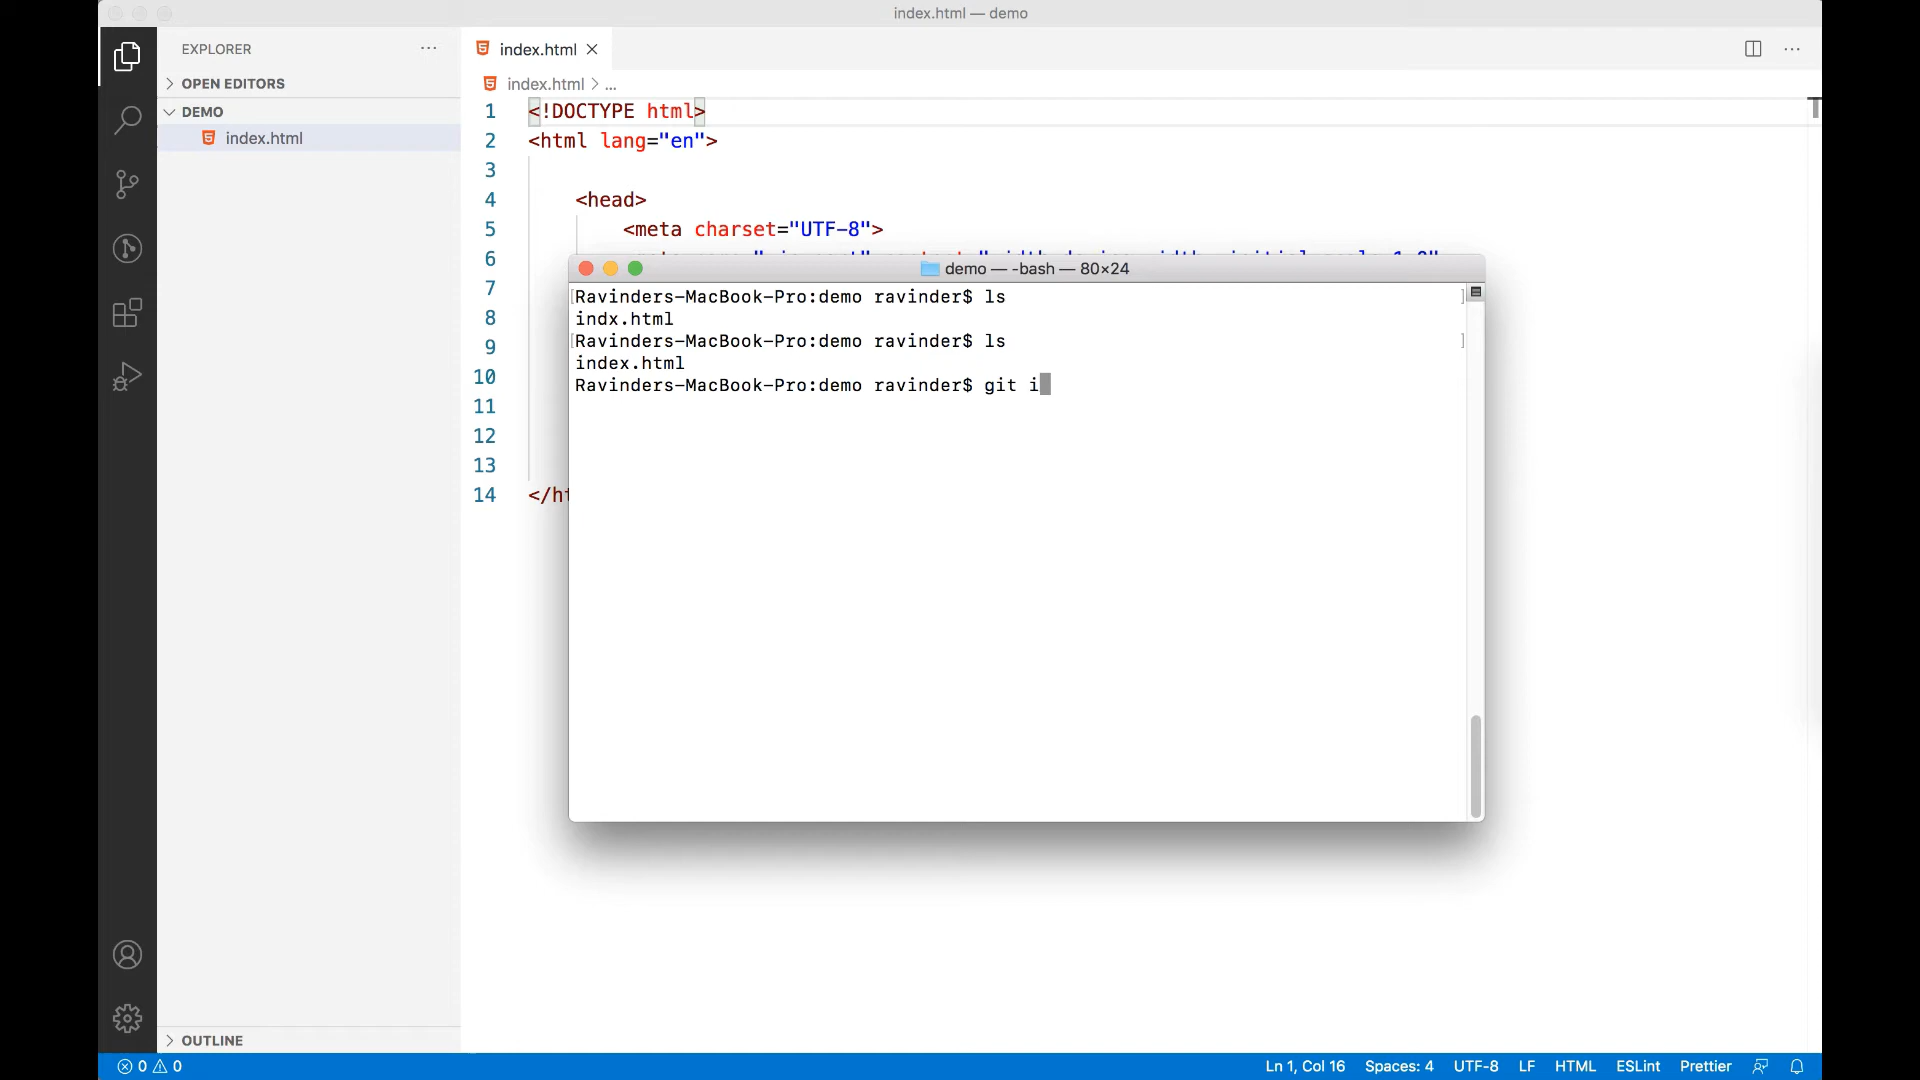 index.html — demo
EXPLORER
OPEN EDITORS
DEMO
index.html
OUTLINE
index.html
index.html > ...
1 <!DOCTYPE html>
2 <html lang="en">
3
4 <head>
5 <meta charset="UTF-8">
6
7
8
9
10
11
12
13
14 </ht
demo — -bash — 80×24
[Ravinders-MacBook-Pro:demo ravinder$ ls ]
indx.html
[Ravinders-MacBook-Pro:demo ravinder$ ls ]
index.html
Ravinders-MacBook-Pro:demo ravinder$ git i
0 0
Ln 1, Col 16 Spaces: 4 UTF-8 LF HTML ESLint Prettier